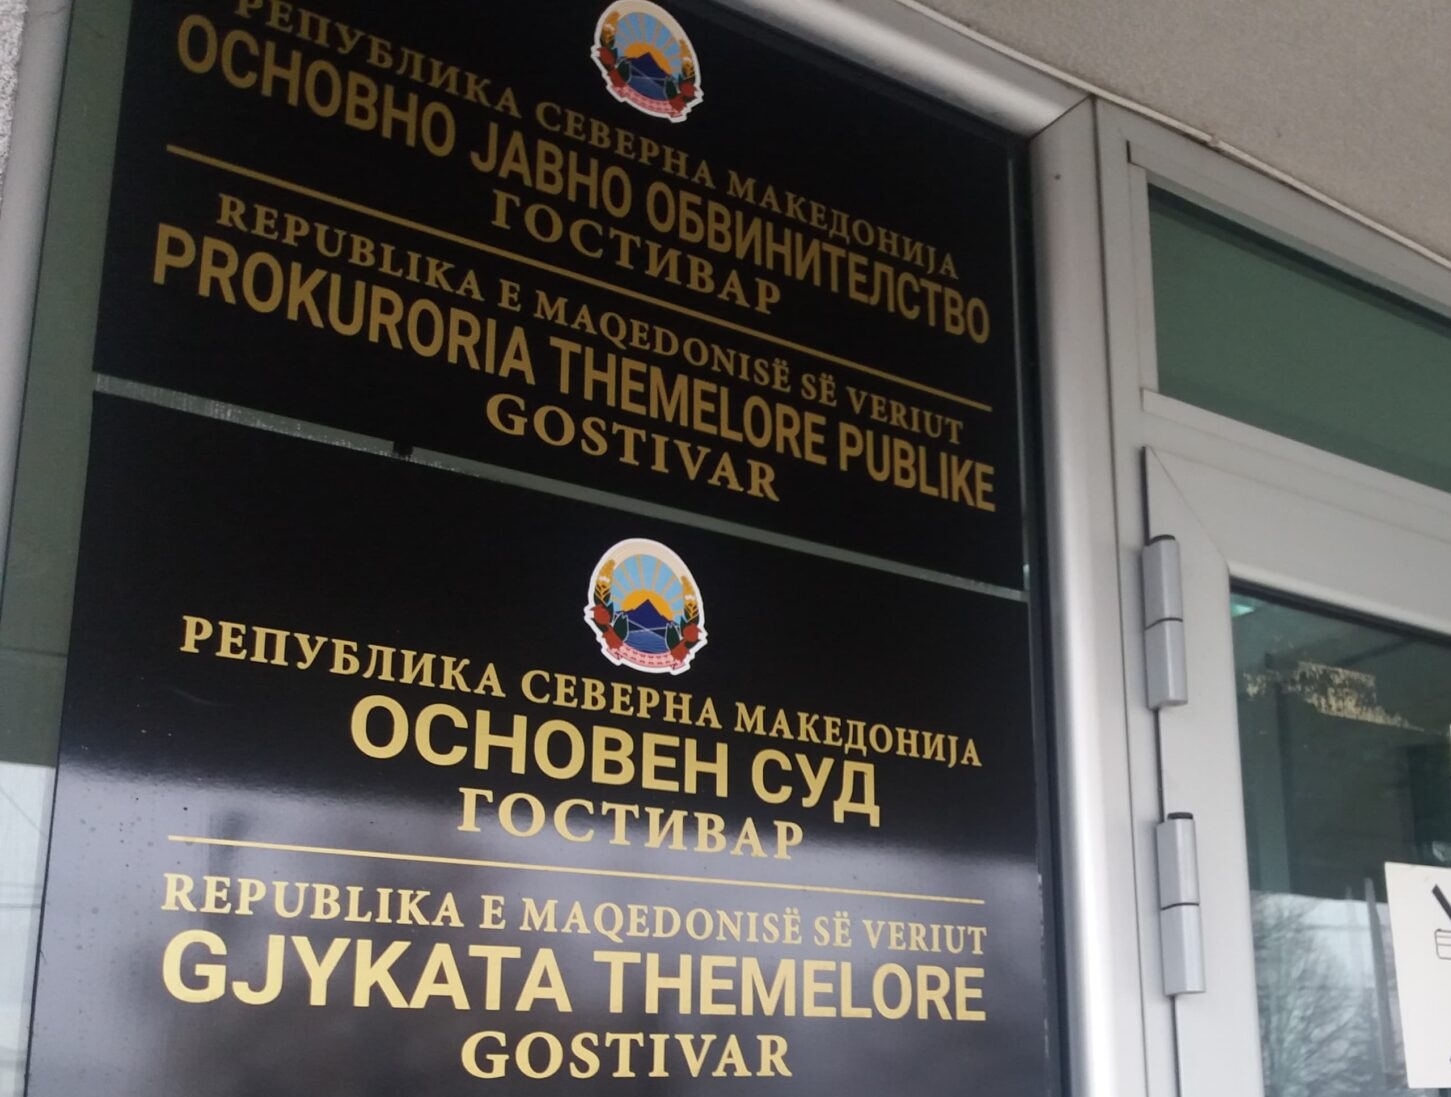 РЕПУБЛИКА СЕВЕРНА МАКЕДОНИЈА
ОСНОВНО ЈАВНО ОБВИНИТЕЛСТВО
ГОСТИВАР
REPUBLIKA E MAQEDONISË SË VERIUT
PROKURORIA THEMELORE PUBLIKE
GOSTIVAR
РЕПУБЛИКА СЕВЕРНА МАКЕДОНИЈА
ОСНОВЕН СУД
ГОСТИВАР
REPUBLIKA E MAQEDONISË SË VERIUT
GJYKATA THEMELORE
GOSTIVAR